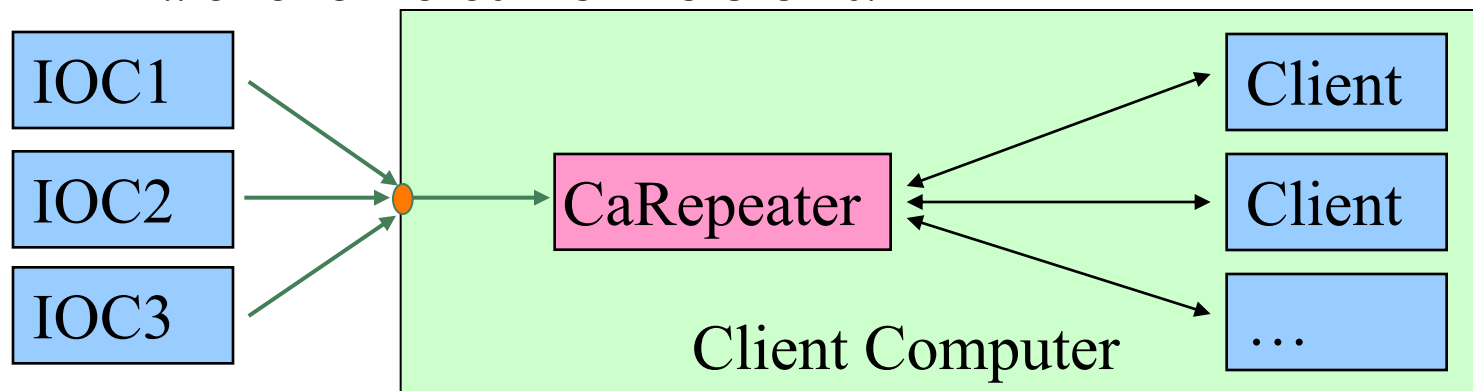 IOC1
IOC2
IOC3
CaRepeater
Client
Client
…
Client Computer